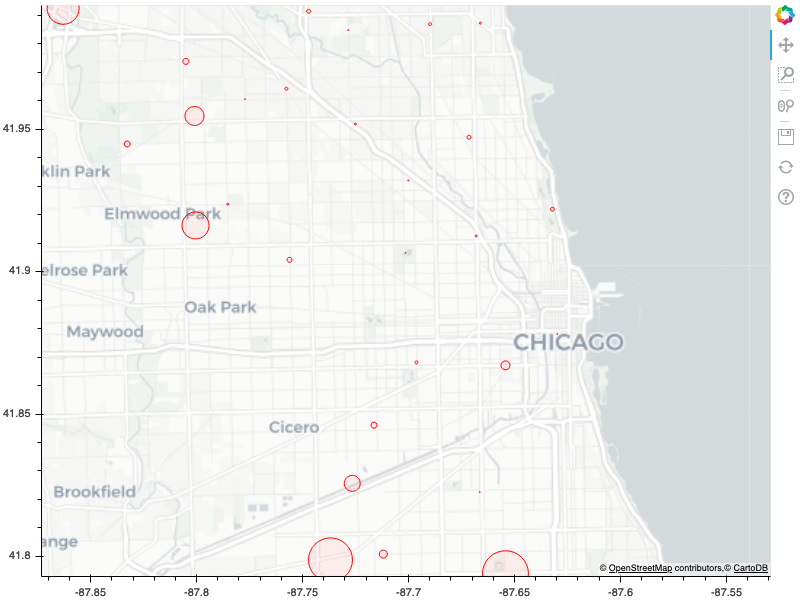 41.95
klin Park
Elmwood Park
41.9
elrose Park
Oak Park
Maywood
CHICAGO
41.85
Cicero
Brookfield
ange
41.8
© OpenStreetMap contributors,© CartoDB
-87.85
-87.8
-87.75
-87.7
-87.65
-87.6
-87.55